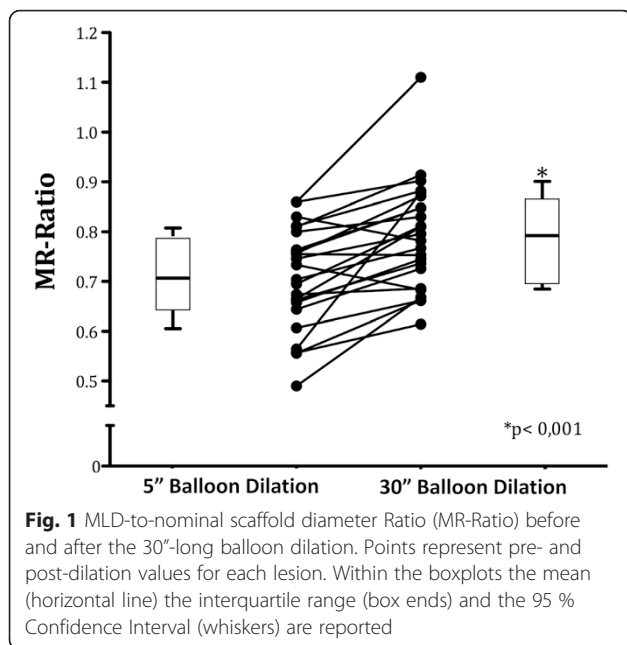 1.2
1.1
1.0
0.9
0.8
0.7
0.6
0.5
0
MR-Ratio
*
*p< 0,001
5” Balloon Dilation 30” Balloon Dilation
Fig. 1 MLD-to-nominal scaffold diameter Ratio (MR-Ratio) before
and after the 30”-long balloon dilation. Points represent pre- and
post-dilation values for each lesion. Within the boxplots the mean
(horizontal line) the interquartile range (box ends) and the 95 %
Confidence Interval (whiskers) are reported